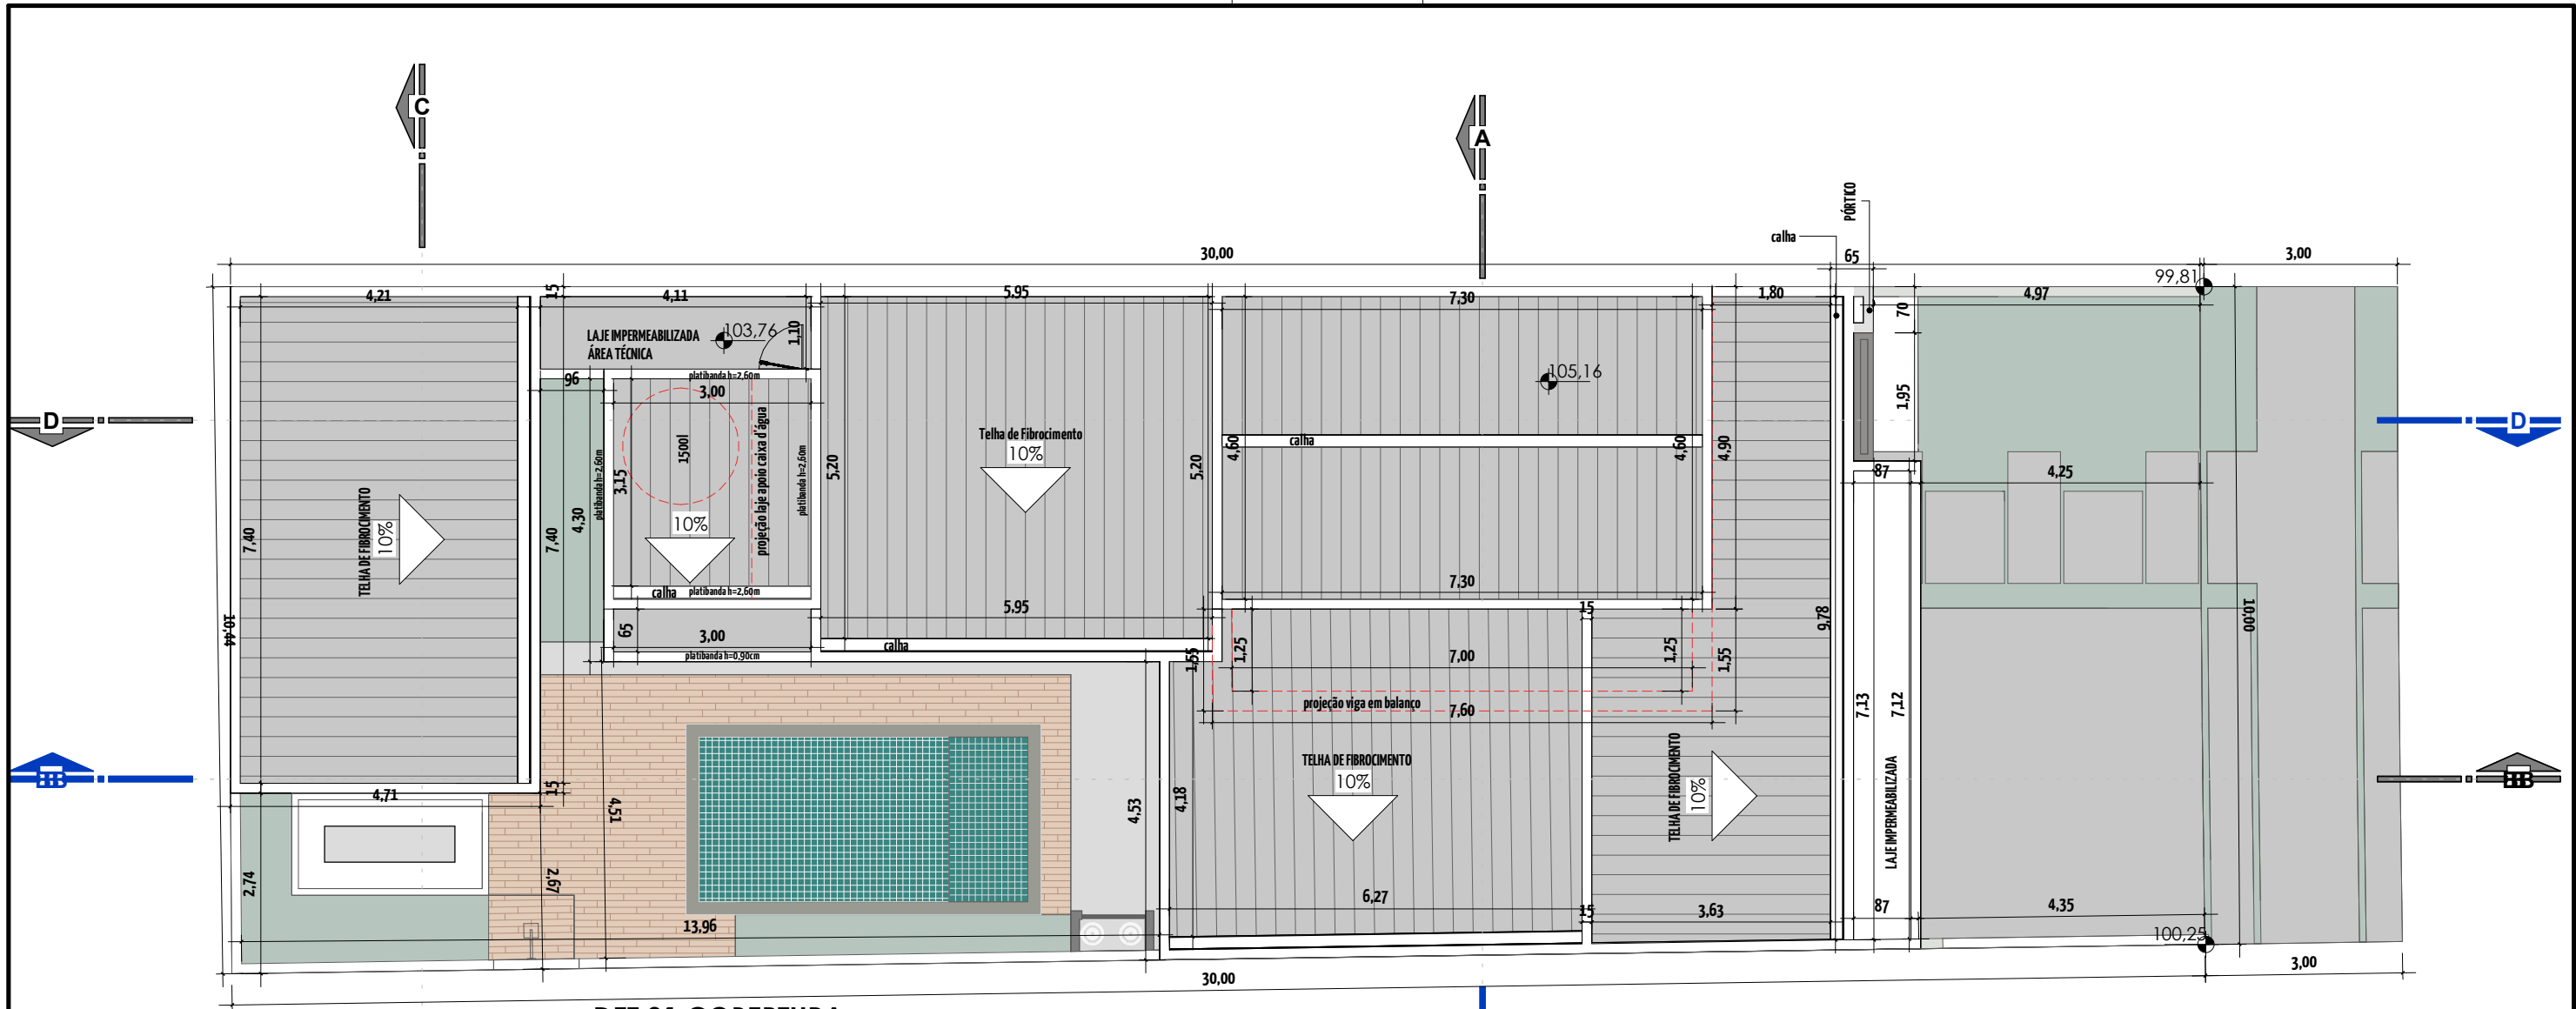 C
A
PÓRTICO
calha
30,00
65
3,00
99,81
4,21
15
4,11
5,95
7,30
1,80
4,97
LAJE IMPERMEABILIZADA
ÁREA TÉCNICA
103,76
1,10
70
platibanda h=2,60m
96
3,00
105,16
1,95
D
D
1500l
projeção laje apoio caixa d'água
platibanda h=2,60m
platibanda h=2,60m
Telha de Fibrocimento
10%
calha
4,60
4,60
4,90
87
4,25
3,15
5,20
5,20
TELHA DE FIBROCIMENTO
10%
7,40
7,40
4,30
10%
calha
platibanda h=2,60m
7,30
5,95
15
10,44
65
3,00
platibanda h=0,90cm
calha
1,55
1,25
7,00
1,25
1,55
9,78
10,00
projeção viga em balanço
7,60
7,13
7,12
TELHA DE FIBROCIMENTO
10%
TELHA DE FIBROCIMENTO
10%
LAJE IMPERMEABILIZADA
4,71
15
4,51
4,53
4,18
2,74
2,67
13,96
6,27
15
3,63
87
4,35
100,25
30,00
3,00